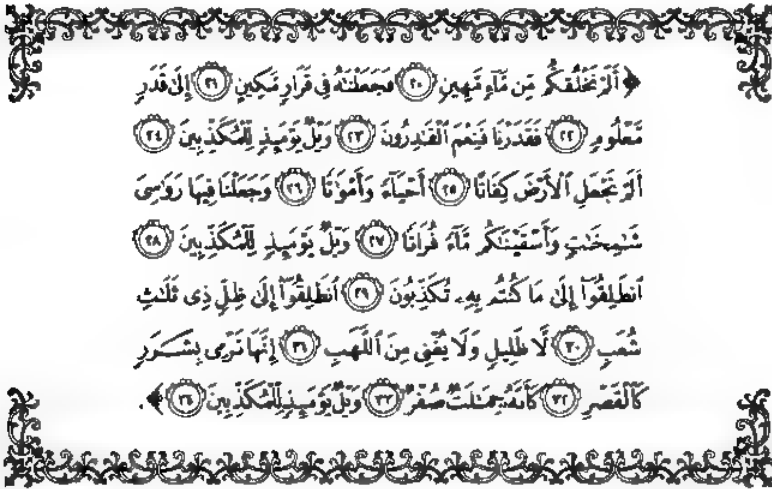 ﴿ أَلَمْ نَخْلُقكُّم مِّن مَّآءٍ مَّهِينٍ ٢٠ فَجَعَلْنَٰهُ فِى قَرَارٍ مَّكِينٍ ٢١ إِلَىٰ قَدَرٍ
مَّعْلُومٍ ٢٢ فَقَدَرْنَا فَنِعْمَ ٱلْقَٰدِرُونَ ٢٣ وَيْلٌ يَوْمَئِذٍ لِّلْمُكَذِّبِينَ ٢٤
أَلَمْ نَجْعَلِ ٱلْأَرْضَ كِفَاتًا ٢٥ أَحْيَآءً وَأَمْوَٰتًا ٢٦ وَجَعَلْنَا فِيهَا رَوَٰسِىَ
شَٰمِخَٰتٍ وَأَسْقَيْنَٰكُم مَّآءً فُرَاتًا ٢٧ وَيْلٌ يَوْمَئِذٍ لِّلْمُكَذِّبِينَ ٢٨
ٱنطَلِقُوٓا۟ إِلَىٰ مَا كُنتُم بِهِۦ تُكَذِّبُونَ ٢٩ ٱنطَلِقُوٓا۟ إِلَىٰ ظِلٍّ ذِى ثَلَٰثِ
شُعَبٍ ٣٠ لَّا ظَلِيلٍ وَلَا يُغْنِى مِنَ ٱللَّهَبِ ٣١ إِنَّهَا تَرْمِى بِشَرَرٍ
كَٱلْقَصْرِ ٣٢ كَأَنَّهُۥ جِمَٰلَتٌ صُفْرٌ ٣٣ وَيْلٌ يَوْمَئِذٍ لِّلْمُكَذِّبِينَ ٣٤ ﴾ .